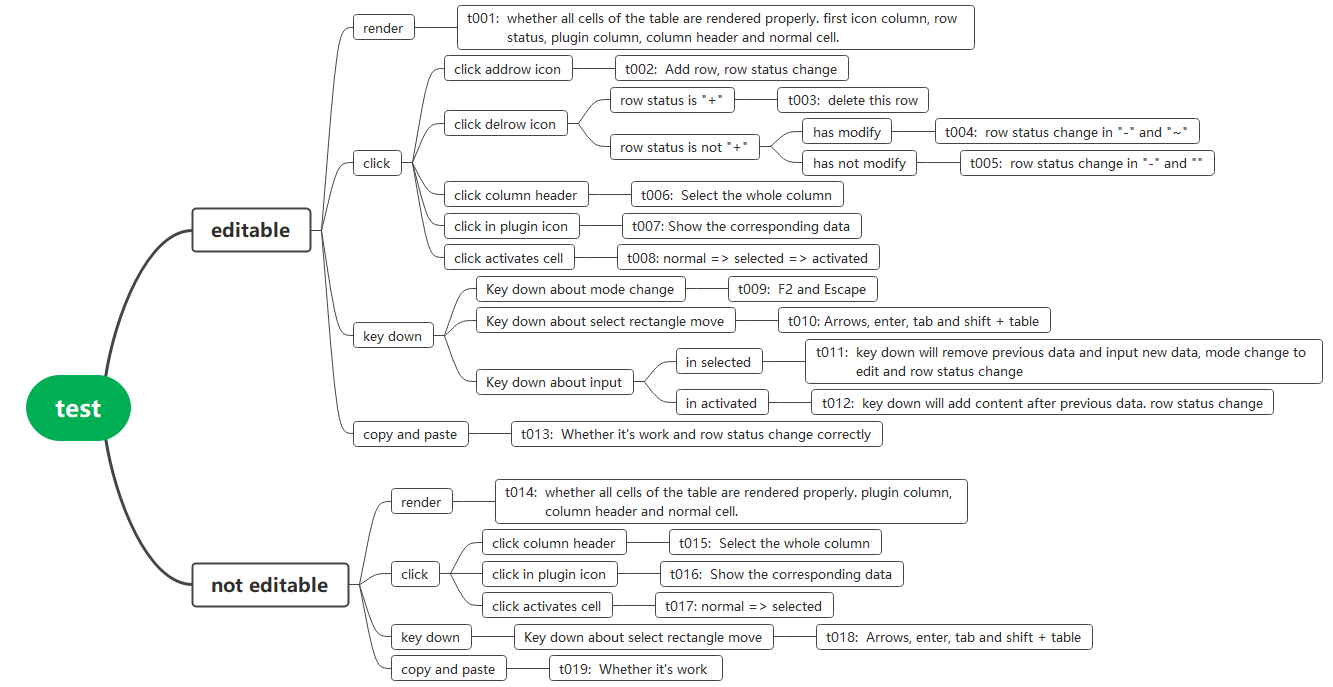 test
editable
render
t001:  whether all cells of the table are rendered properly. first icon column, row
status, plugin column, column header and normal cell.
click
click addrow icon
t002:  Add row, row status change
click delrow icon
row status is "+"
t003:  delete this row
row status is not "+"
has modify
t004:  row status change in "-" and "~"
has not modify
t005:  row status change in "-" and ""
click column header
t006:  Select the whole column
click in plugin icon
t007: Show the corresponding data
click activates cell
t008: normal => selected => activated
key down
Key down about mode change
t009:  F2 and Escape
Key down about select rectangle move
t010: Arrows, enter, tab and shift + table
Key down about input
in selected
t011:  key down will remove previous data and input new data, mode change to
edit and row status change
in activated
t012:  key down will add content after previous data. row status change
copy and paste
t013:  Whether it's work and row status change correctly
not editable
render
t014:  whether all cells of the table are rendered properly. plugin column,
column header and normal cell.
click
click column header
t015:  Select the whole column
click in plugin icon
t016:  Show the corresponding data
click activates cell
t017: normal => selected
key down
Key down about select rectangle move
t018:  Arrows, enter, tab and shift + table
copy and paste
t019:  Whether it's work